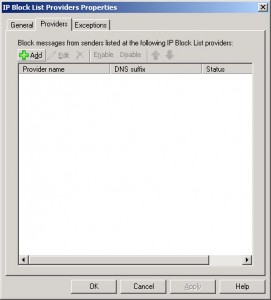 IP Block List Providers Properties
General Providers Exceptions
Block messages from senders listed at the following IP Block List providers:
Add Edit Enable Disable
Provider name DNS suffix Status
OK Cancel Apply Help